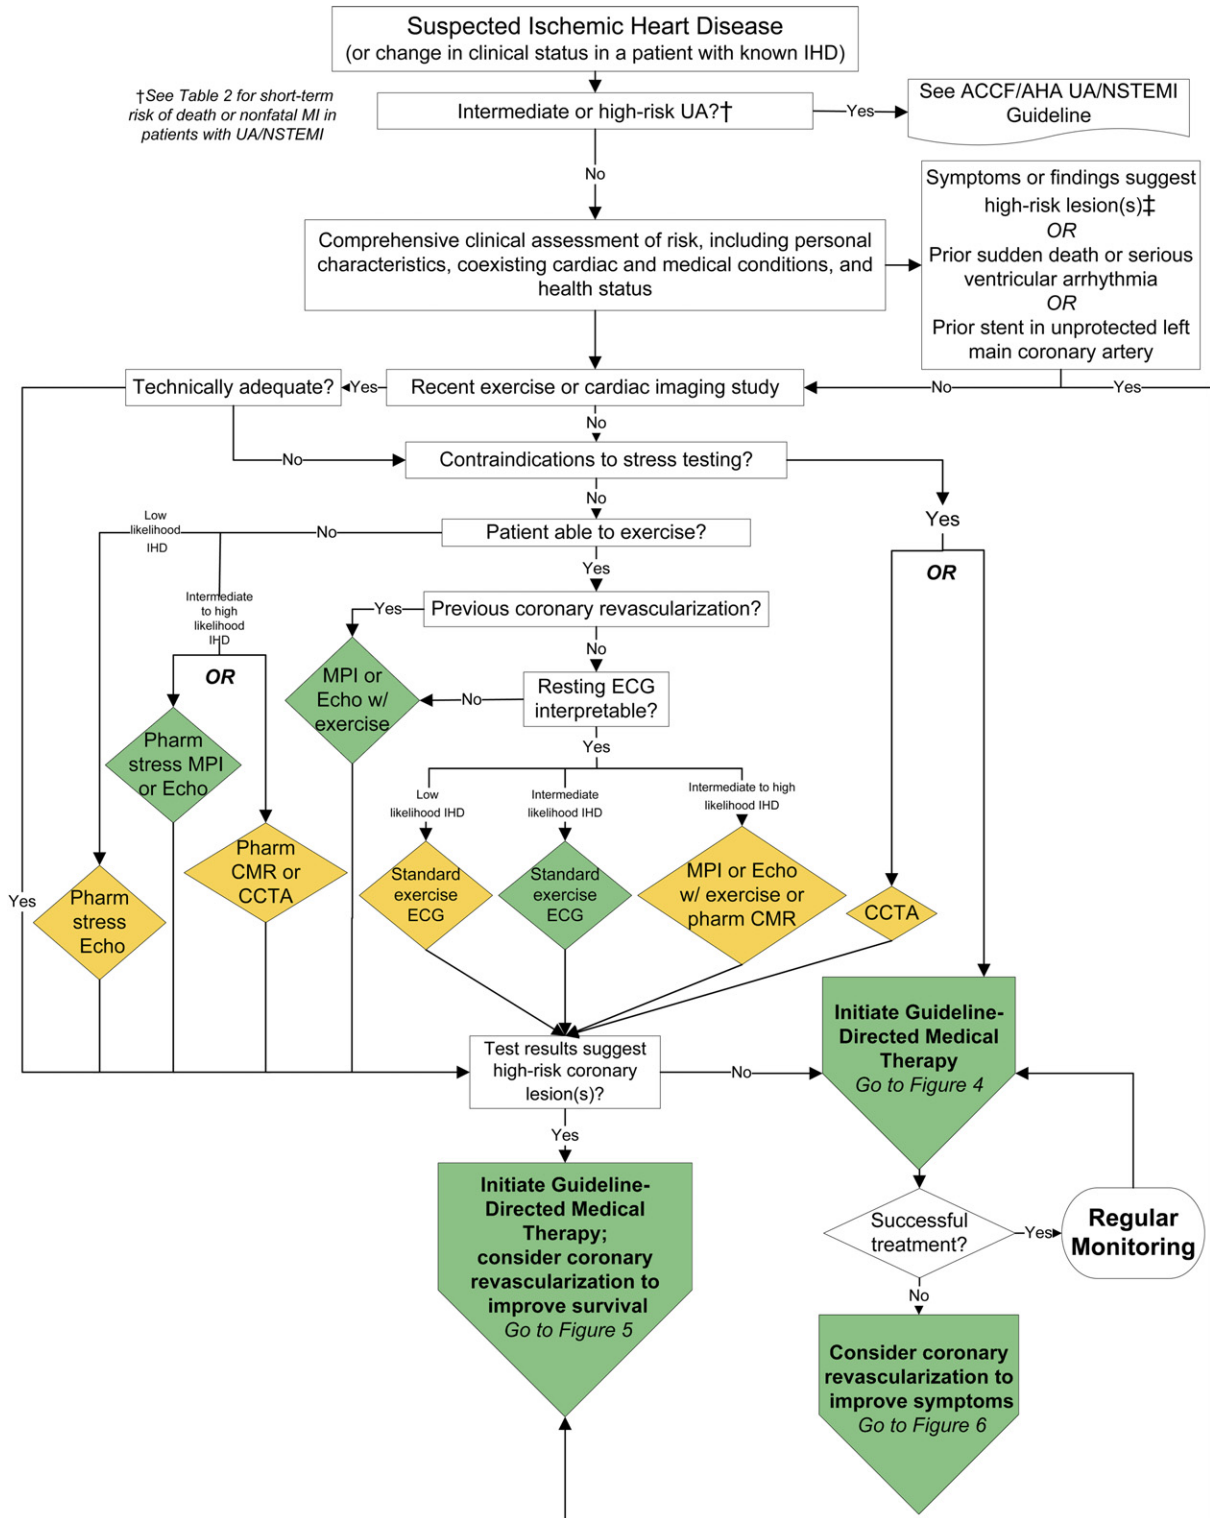 Suspected Ischemic Heart Disease
(or change in clinical status in a patient with known IHD)
†See Table 2 for short-term
risk of death or nonfatal MI in
patients with UA/NSTEMI
Intermediate or high-risk UA?†
Yes
See ACCF/AHA UA/NSTEMI
Guideline
No
Symptoms or findings suggest
high-risk lesion(s)‡
OR
Prior sudden death or serious
ventricular arrhythmia
OR
Prior stent in unprotected left
main coronary artery
Comprehensive clinical assessment of risk, including personal
characteristics, coexisting cardiac and medical conditions, and
health status
Technically adequate?
Yes
Recent exercise or cardiac imaging study
No
Yes
No
No
Contraindications to stress testing?
No
Yes
OR
Low
likelihood
IHD
No
Patient able to exercise?
Yes
Intermediate
to high
likelihood
IHD
OR
Yes
Previous coronary revascularization?
No
MPI or
Echo w/
exercise
No
Resting ECG
interpretable?
Yes
Pharm
stress MPI
or Echo
Low
likelihood IHD
Intermediate
likelihood IHD
Intermediate to high
likelihood IHD
Pharm
CMR or
CCTA
Standard
exercise
ECG
Standard
exercise
ECG
MPI or Echo
w/ exercise or
pharm CMR
CCTA
Yes
Pharm
stress
Echo
Test results suggest
high-risk coronary
lesion(s)?
No
Initiate Guideline-
Directed Medical
Therapy
Go to Figure 4
Yes
Initiate Guideline-
Directed Medical
Therapy;
consider coronary
revascularization to
improve survival
Go to Figure 5
Successful
treatment?
Yes
Regular
Monitoring
No
Consider coronary
revascularization to
improve symptoms
Go to Figure 6